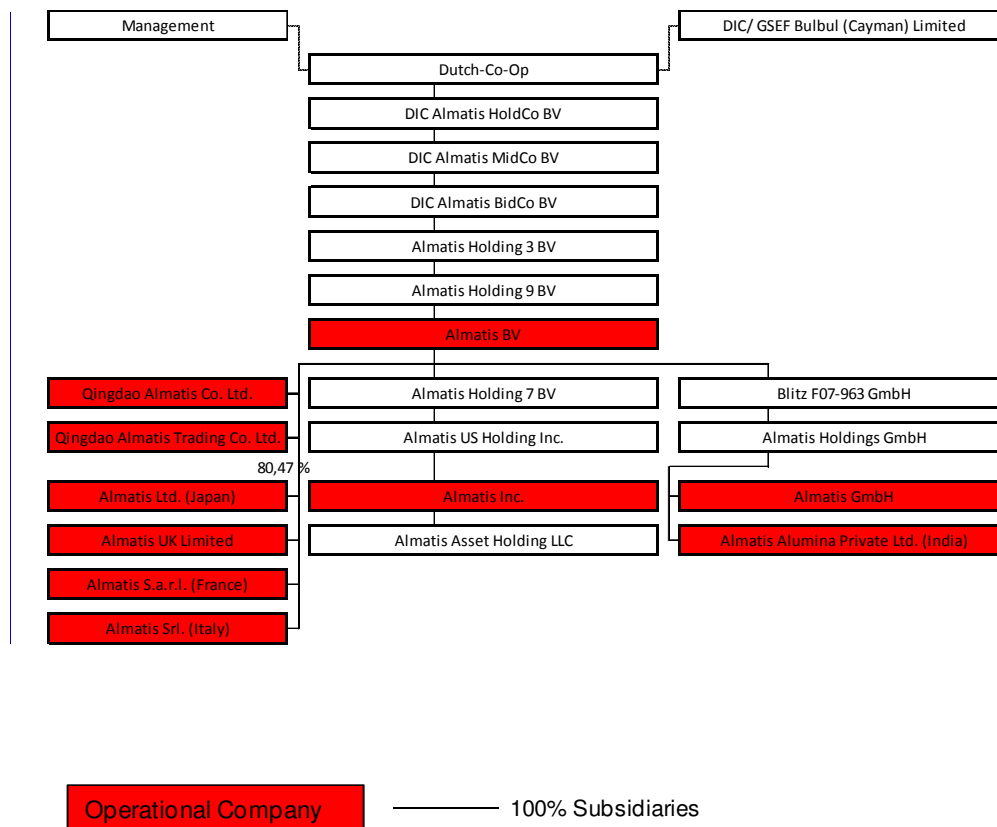 Management
DIC/ GSEF Bulbul (Cayman) Limited
Dutch-Co-Op
DIC Almatis HoldCo BV
DIC Almatis MidCo BV
DIC Almatis BidCo BV
Almatis Holding 3 BV
Almatis Holding 9 BV
Almatis BV
Qingdao Almatis Co. Ltd.
Almatis Holding 7 BV
Blitz F07-963 GmbH
Qingdao Almatis Trading Co. Ltd.
Almatis US Holding Inc.
Almatis Holdings GmbH
80,47 %
Almatis Ltd. (Japan)
Almatis Inc.
Almatis GmbH
Almatis UK Limited
Almatis Asset Holding LLC
Almatis Alumina Private Ltd. (India)
Almatis S.a.r.l. (France)
Almatis Srl. (Italy)
Operational Company
100% Subsidiaries